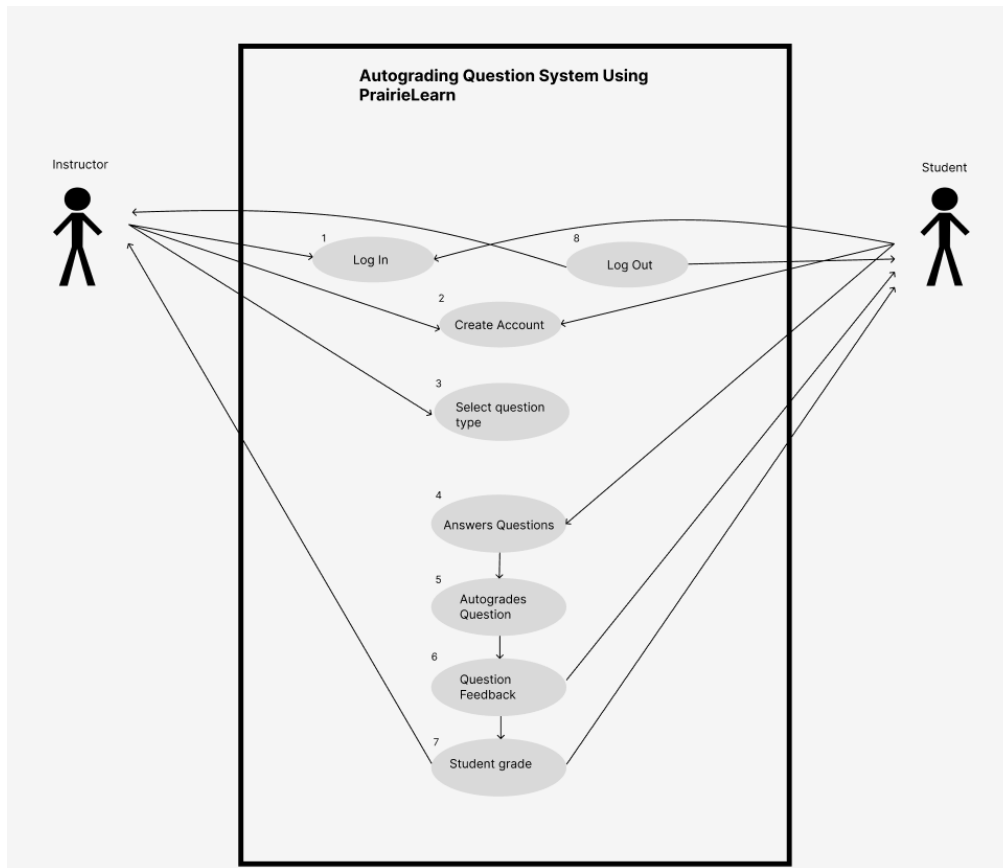 Autograding Question System Using
PrairieLearn
Instructor
Student
1
Log In
8
Log Out
2
Create Account
3
Select question
type
4
Answers Questions
5
Autogrades
Question
6
Question
Feedback
7
Student grade